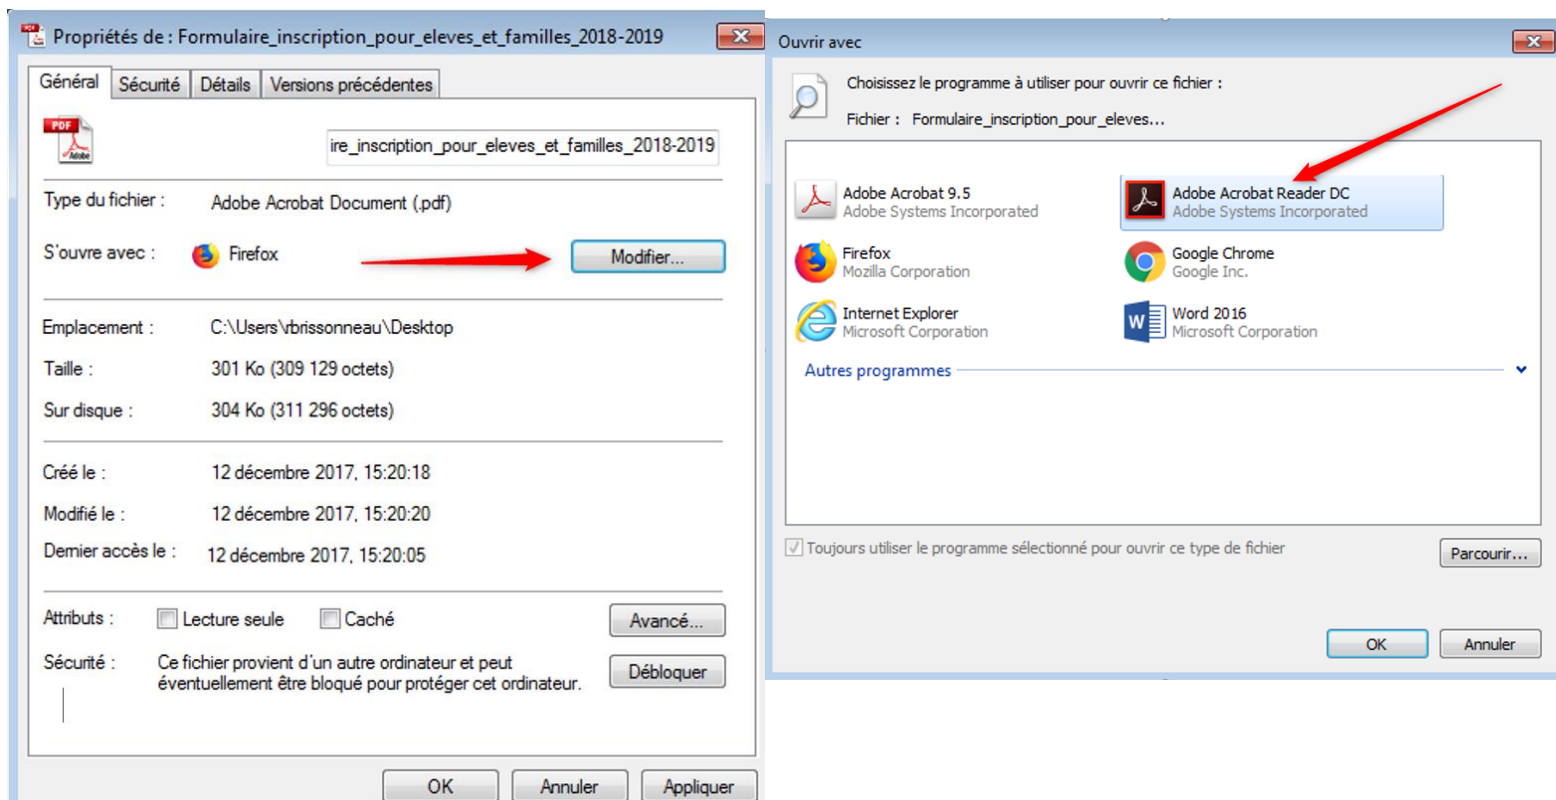 Propriétés de : Formulaire_inscription_pour_eleves_et_familles_2018-2019
Général Sécurité Détails Versions précédentes
PDF
Adobe
ire_inscription_pour_eleves_et_familles_2018-2019
Type du fichier : Adobe Acrobat Document (.pdf)
S'ouvre avec : Firefox Modifier...
Emplacement : C:\Users\rbrissonneau\Desktop
Taille : 301 Ko (309 129 octets)
Sur disque : 304 Ko (311 296 octets)
Créé le : 12 décembre 2017, 15:20:18
Modifié le : 12 décembre 2017, 15:20:20
Dernier accès le : 12 décembre 2017, 15:20:05
Attributs : Lecture seule Caché Avancé...
Sécurité : Ce fichier provient d'un autre ordinateur et peut
éventuellement être bloqué pour protéger cet ordinateur.
Débloquer
OK Annuler Appliquer
Ouvrir avec
Choisissez le programme à utiliser pour ouvrir ce fichier :
Fichier : Formulaire_inscription_pour_eleves...
Adobe Acrobat 9.5
Adobe Systems Incorporated
Adobe Acrobat Reader DC
Adobe Systems Incorporated
Firefox
Mozilla Corporation
Google Chrome
Google Inc.
Internet Explorer
Microsoft Corporation
Word 2016
Microsoft Corporation
Autres programmes
Toujours utiliser le programme sélectionné pour ouvrir ce type de fichier
Parcourir...
OK Annuler